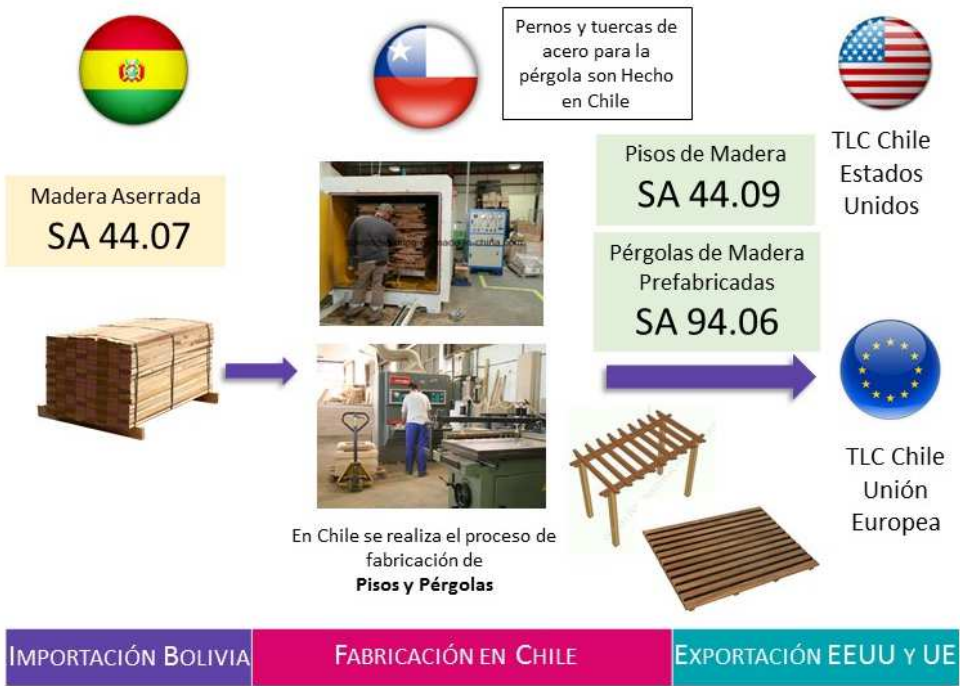 Pernos y tuercas de
acero para la
pérgola son Hecho
en Chile
Madera Aserrada
SA 44.07
Pisos de Madera
SA 44.09
Pérgolas de Madera
Prefabricadas
SA 94.06
TLC Chile
Estados
Unidos
TLC Chile
Unión
Europea
En Chile se realiza el proceso de
fabricación de
Pisos y Pérgolas
IMPORTACIÓN BOLIVIA
FABRICACIÓN EN CHILE
EXPORTACIÓN EEUU Y UE